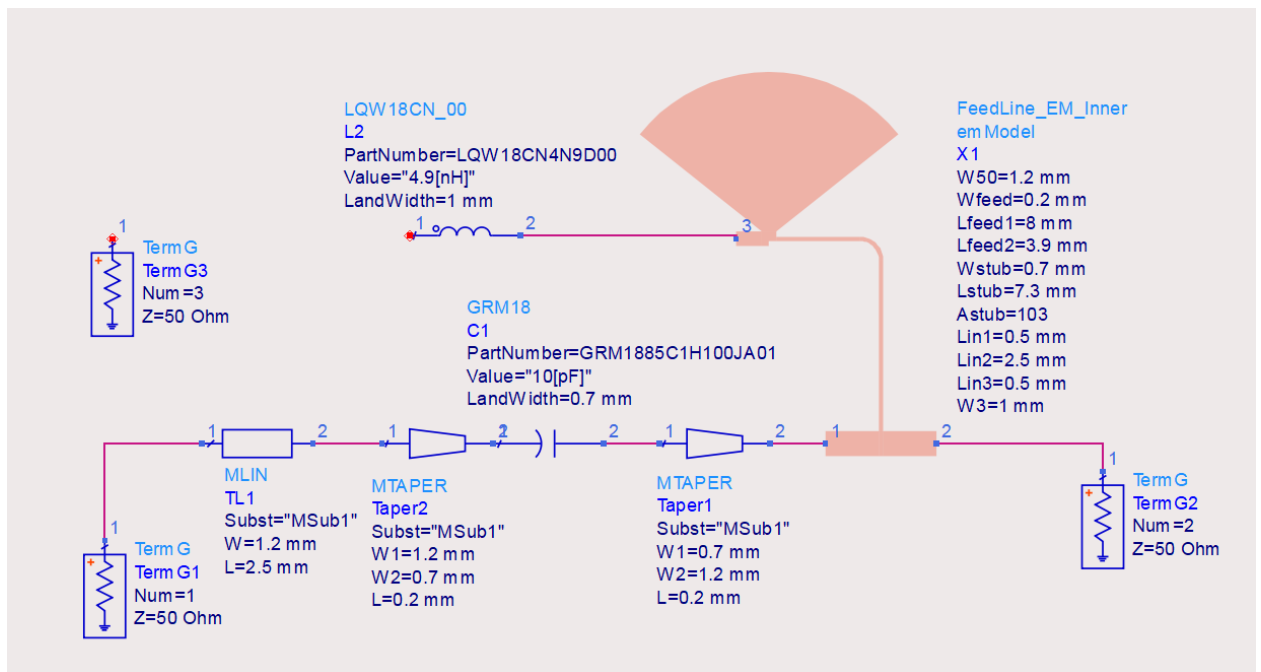 LQW18CN_00
L2
PartNumber=LQW18CN4N9D00
Value="4.9[nH]"
LandWidth=1 mm
1
2
3
FeedLine_EM_Inner
emModel
X1
W50=1.2 mm
Wfeed=0.2 mm
Lfeed1=8 mm
Lfeed2=3.9 mm
Wstub=0.7 mm
Lstub=7.3 mm
Astub=103
Lin1=0.5 mm
Lin2=2.5 mm
Lin3=0.5 mm
W3=1 mm
1
+
TermG
TermG3
Num=3
Z=50 Ohm
GRM18
C1
PartNumber=GRM1885C1H100JA01
Value="10[pF]"
LandWidth=0.7 mm
1
2
1
2
1
2
1
2
1
2
MLIN
TL1
Subst="MSub1"
W=1.2 mm
L=2.5 mm
MTAPER
Taper2
Subst="MSub1"
W1=1.2 mm
W2=0.7 mm
L=0.2 mm
MTAPER
Taper1
Subst="MSub1"
W1=0.7 mm
W2=1.2 mm
L=0.2 mm
1
+
TermG
TermG2
Num=2
Z=50 Ohm
1
+
TermG
TermG1
Num=1
Z=50 Ohm